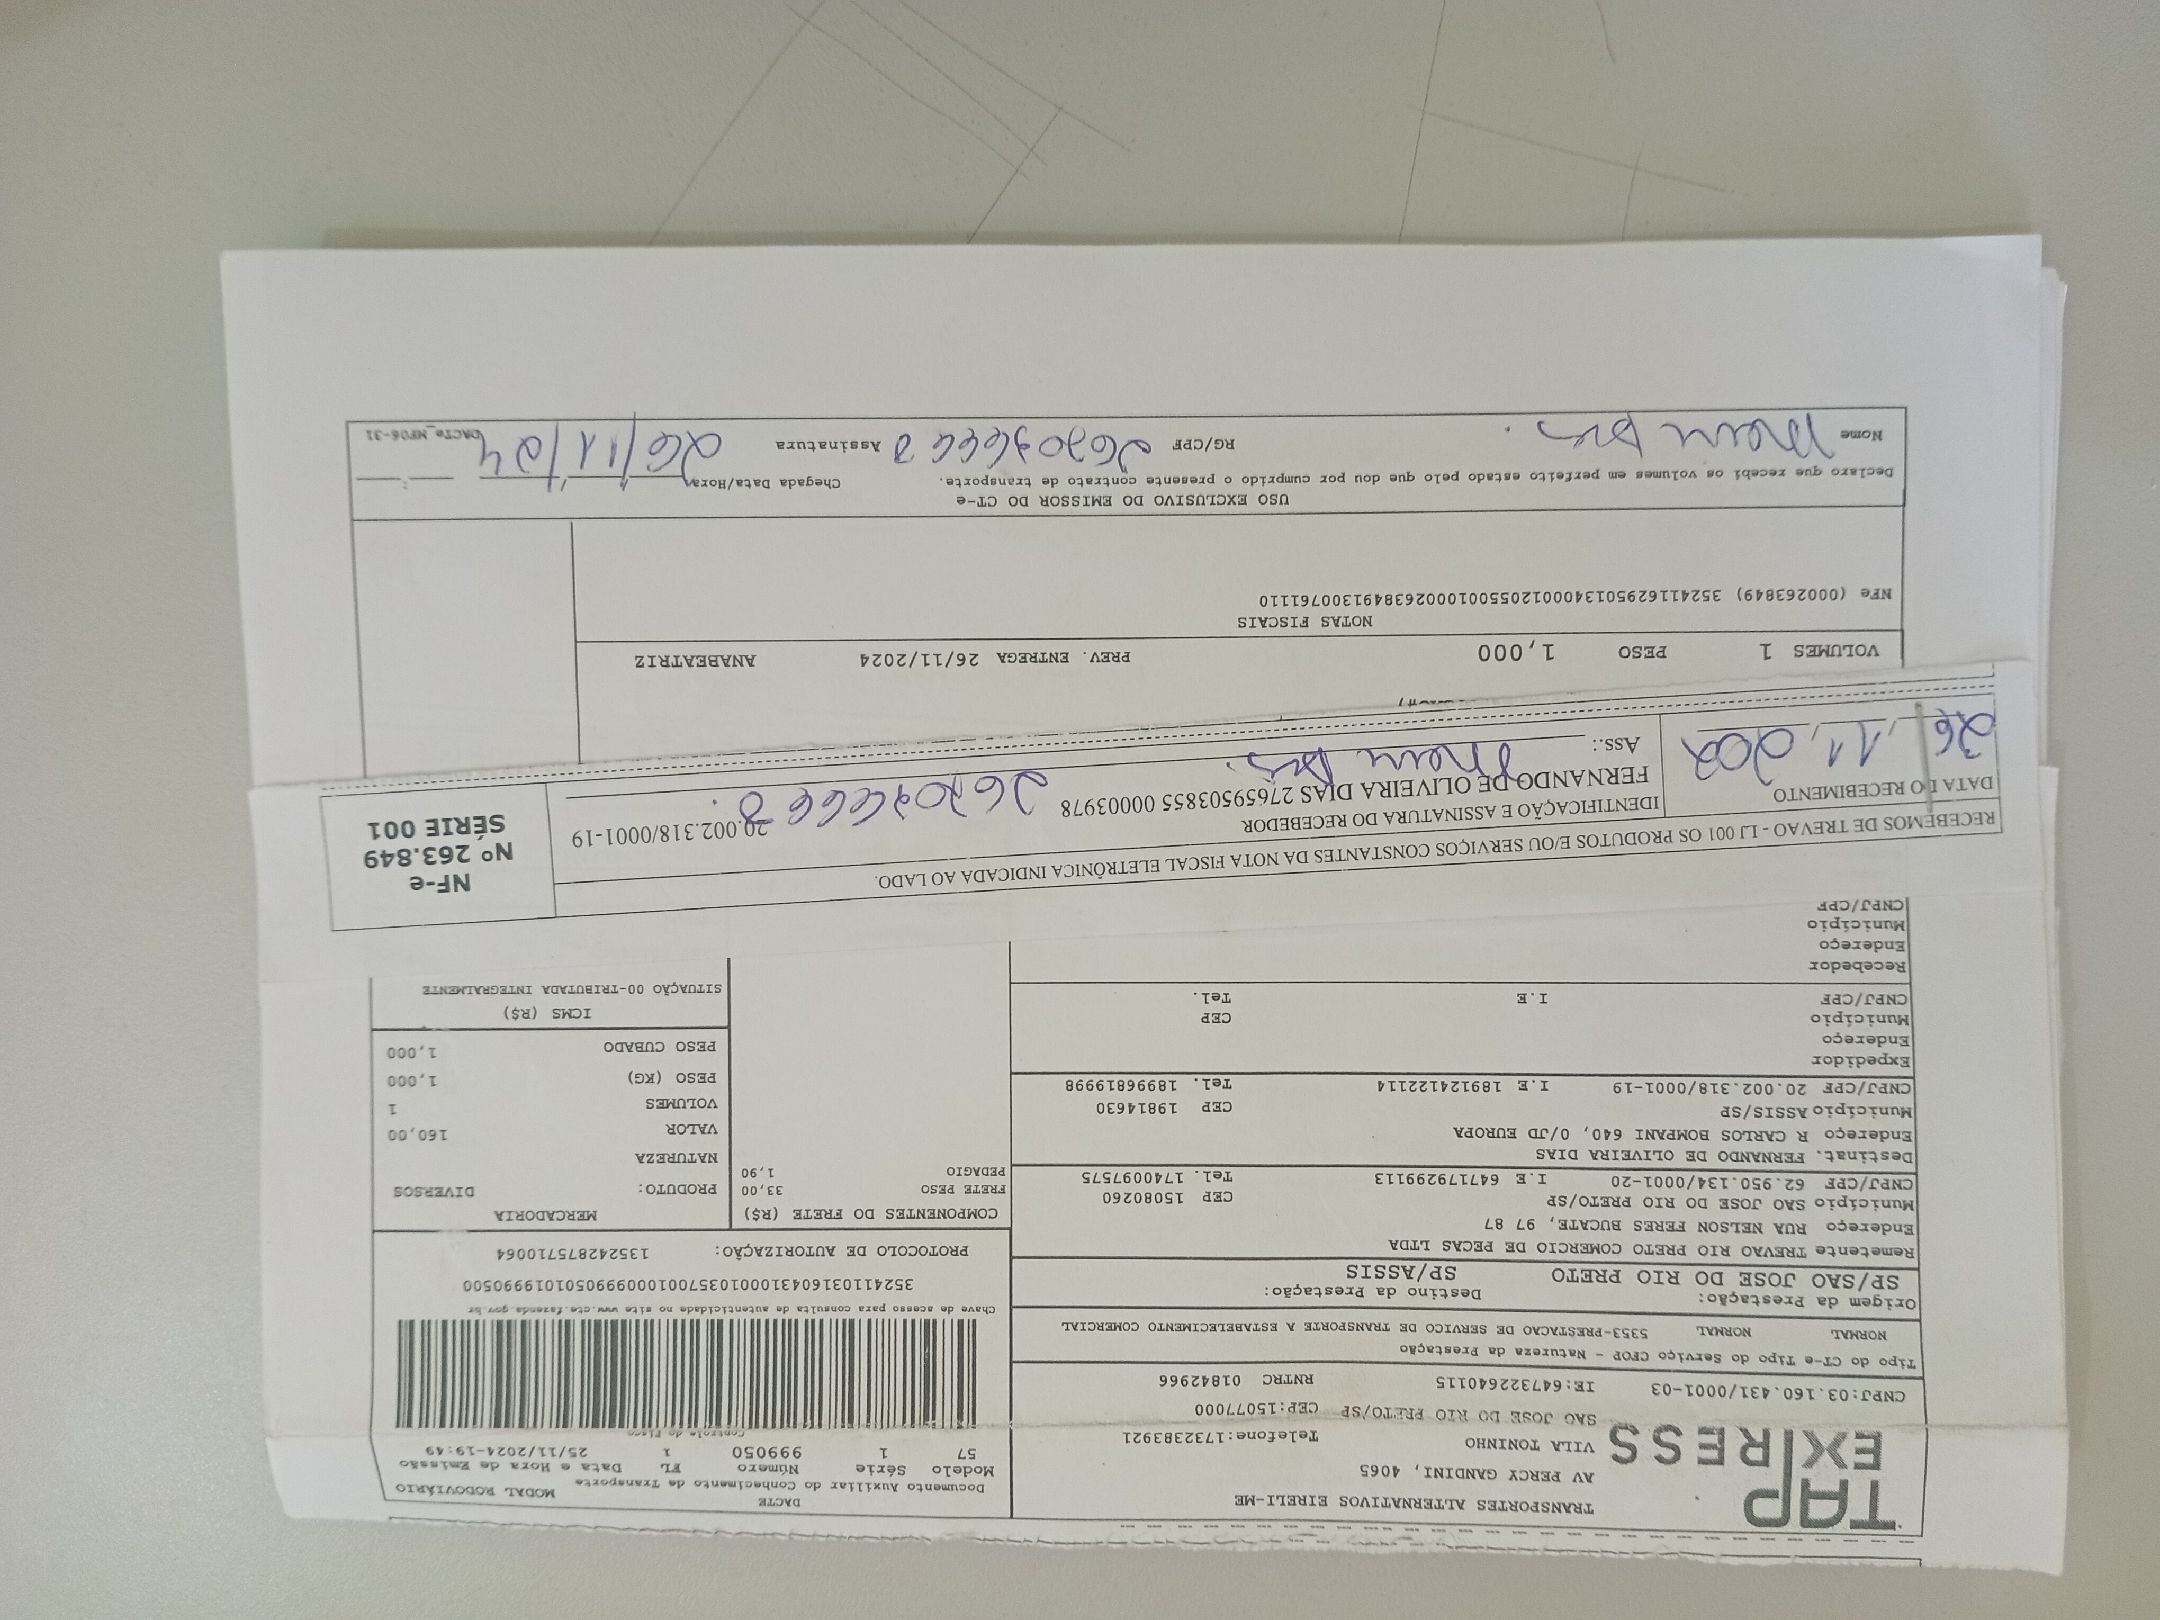 TAP
EXPRESS
TRANSPORTES ALTERNATIVOS EIRELI-ME
AV PERCY GANDINI, 4065
VILA TONINHO
Telefone:1732383921
SAO JOSE DO RIO PRETO/SP CEP:15077000
CNPJ:03.160.431/0001-03 IE:647322640115 RNTRC 01842966
DACTE
Documento Auxiliar do Conhecimento de Transporte
MODAL RODOVIÁRIO
Modelo Série Número FL Data e Hora de Emissão
57 1 999050 1 25/11/2024-19:49
Controle do Fisco
Chave de acesso para consulta de autenticidade no site www.cte.fazenda.gov.br
35241103160431000103570010009990501019990500
PROTOCOLO DE AUTORIZAÇÃO: 135242875710064
Tipo do CT-e Tipo do Serviço CFOP - Natureza da Prestação
NORMAL NORMAL 5353-PRESTACAO DE SERVICO DE TRANSPORTE A ESTABELECIMENTO COMERCIAL
Origem da Prestação: Destino da Prestação:
SP/SAO JOSE DO RIO PRETO SP/ASSIS
Remetente TREVAO RIO PRETO COMERCIO DE PECAS LTDA
Endereço RUA NELSON FERES BUCATE, 97 87
Município SAO JOSE DO RIO PRETO/SP CEP 15080260
CNPJ/CPF 62.950.134/0001-20 I.E 647179299113 Tel. 1740097575
Destinat. FERNANDO DE OLIVEIRA DIAS
Endereço R CARLOS BOMPANI 640, 0/JD EUROPA
Município ASSIS/SP CEP 19814630
CNPJ/CPF 20.002.318/0001-19 I.E 189124122114 Tel. 18996819998
Expedidor
Endereço
Município CEP
CNPJ/CPF I.E Tel.
Recebedor
Endereço
Município
CNPJ/CPF
COMPONENTES DO FRETE (R$)
FRETE PESO 33,00
PEDAGIO 1,90
MERCADORIA
PRODUTO: DIVERSOS
NATUREZA
VALOR 160,00
VOLUMES 1
PESO (KG) 1,000
PESO CUBADO 1,000
ICMS (R$)
SITUAÇÃO 00-TRIBUTADA INTEGRALMENTE
RECEBEMOS DE TREVAO - LJ 001 OS PRODUTOS E/OU SERVIÇOS CONSTANTES DA NOTA FISCAL ELETRÔNICA INDICADA AO LADO.
DATA DO RECEBIMENTO
26, 11, 202
IDENTIFICAÇÃO E ASSINATURA DO RECEBEDOR
FERNANDO DE OLIVEIRA DIAS 27659503855 00003978
20.002.318/0001-19
Ass.:
NF-e
Nº 263.849
SÉRIE 001
VOLUMES 1 PESO 1,000 PREV. ENTREGA 26/11/2024 ANABEATRIZ
NOTAS FISCAIS
NFe (000263849) 35241162950134000120550010002638491300761110
USO EXCLUSIVO DO EMISSOR DO CT-e
Declaro que recebi os volumes em perfeito estado pelo que dou por cumprido o presente contrato de transporte.
Chegada Data/Hora
26/11/24
Nome RG/CPF Assinatura
DACTe_MF06-31